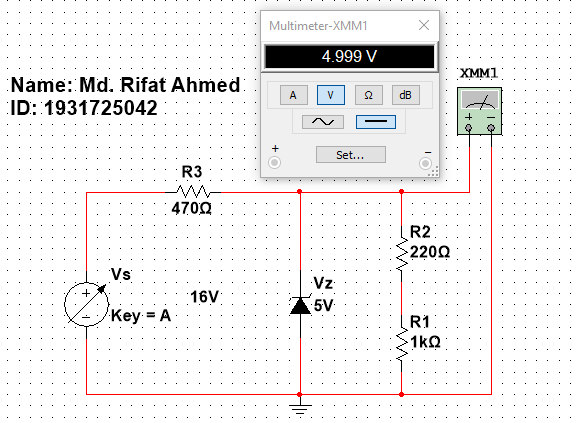 Multimeter-XMM1
4.999 V
A V Ω dB
+ −
Set...
XMM1
+ −
Name: Md. Rifat Ahmed
ID: 1931725042
R3
470Ω
R2
220Ω
Vs
+
−
Key = A
16V
Vz
5V
R1
1kΩ